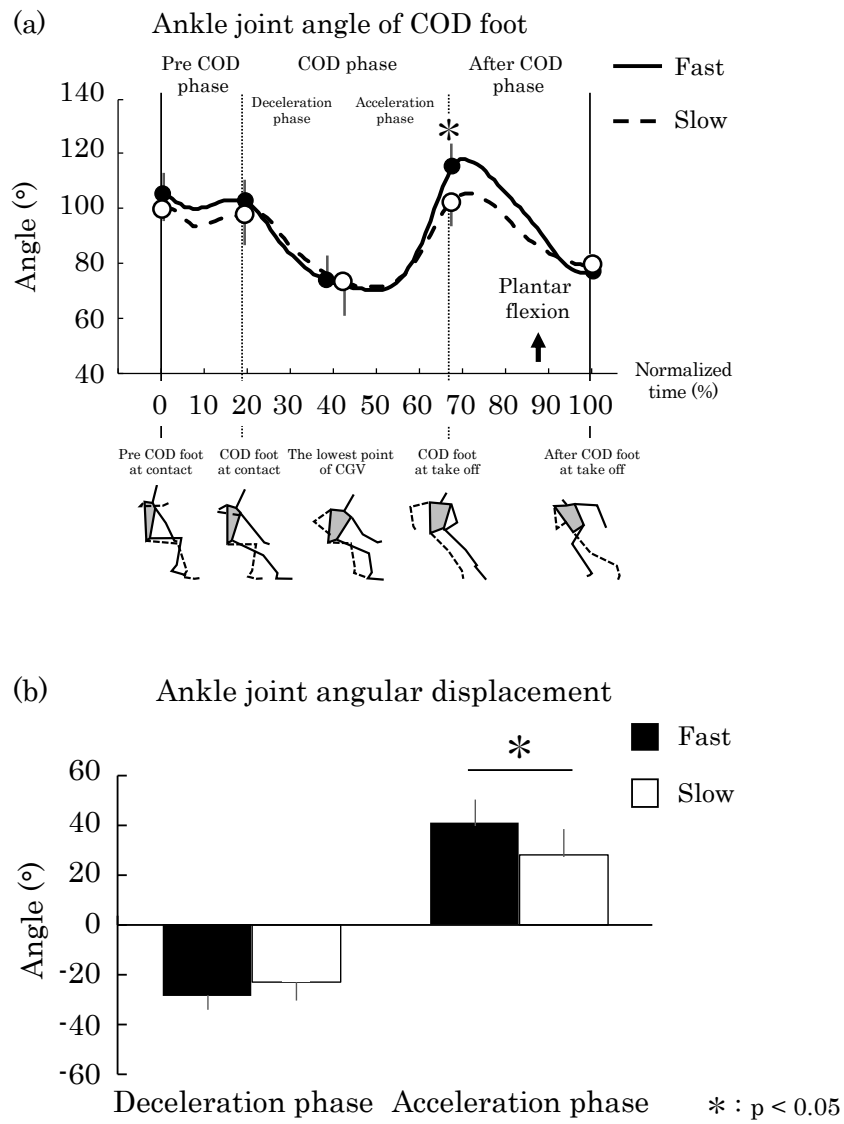 (a) Ankle joint angle of COD foot
Pre COD
phase
COD phase
After COD
phase
Fast
Slow
Deceleration
phase
Acceleration
phase
*
140
120
100
80
60
40
Angle (°)
Plantar
flexion
Normalized
time (%)
0 10 20 30 40 50 60 70 80 90 100
Pre COD foot
at contact
COD foot
at contact
The lowest point
of CGV
COD foot
at take off
After COD foot
at take off
(b) Ankle joint angular displacement
Fast
Slow
*
60
40
20
0
-20
-40
-60
Angle (°)
Deceleration phase Acceleration phase
* : p < 0.05